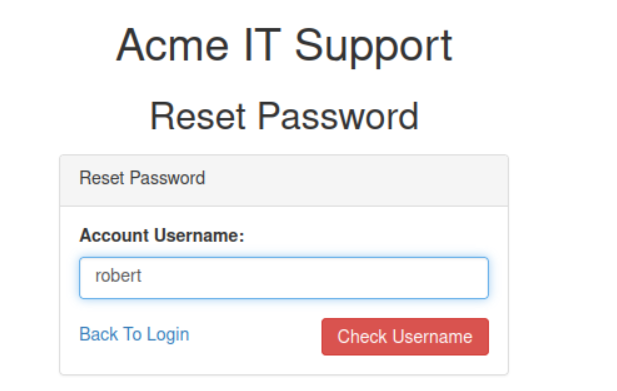 Acme IT Support
Reset Password
Reset Password
Account Username:
robert
Back To Login Check Username